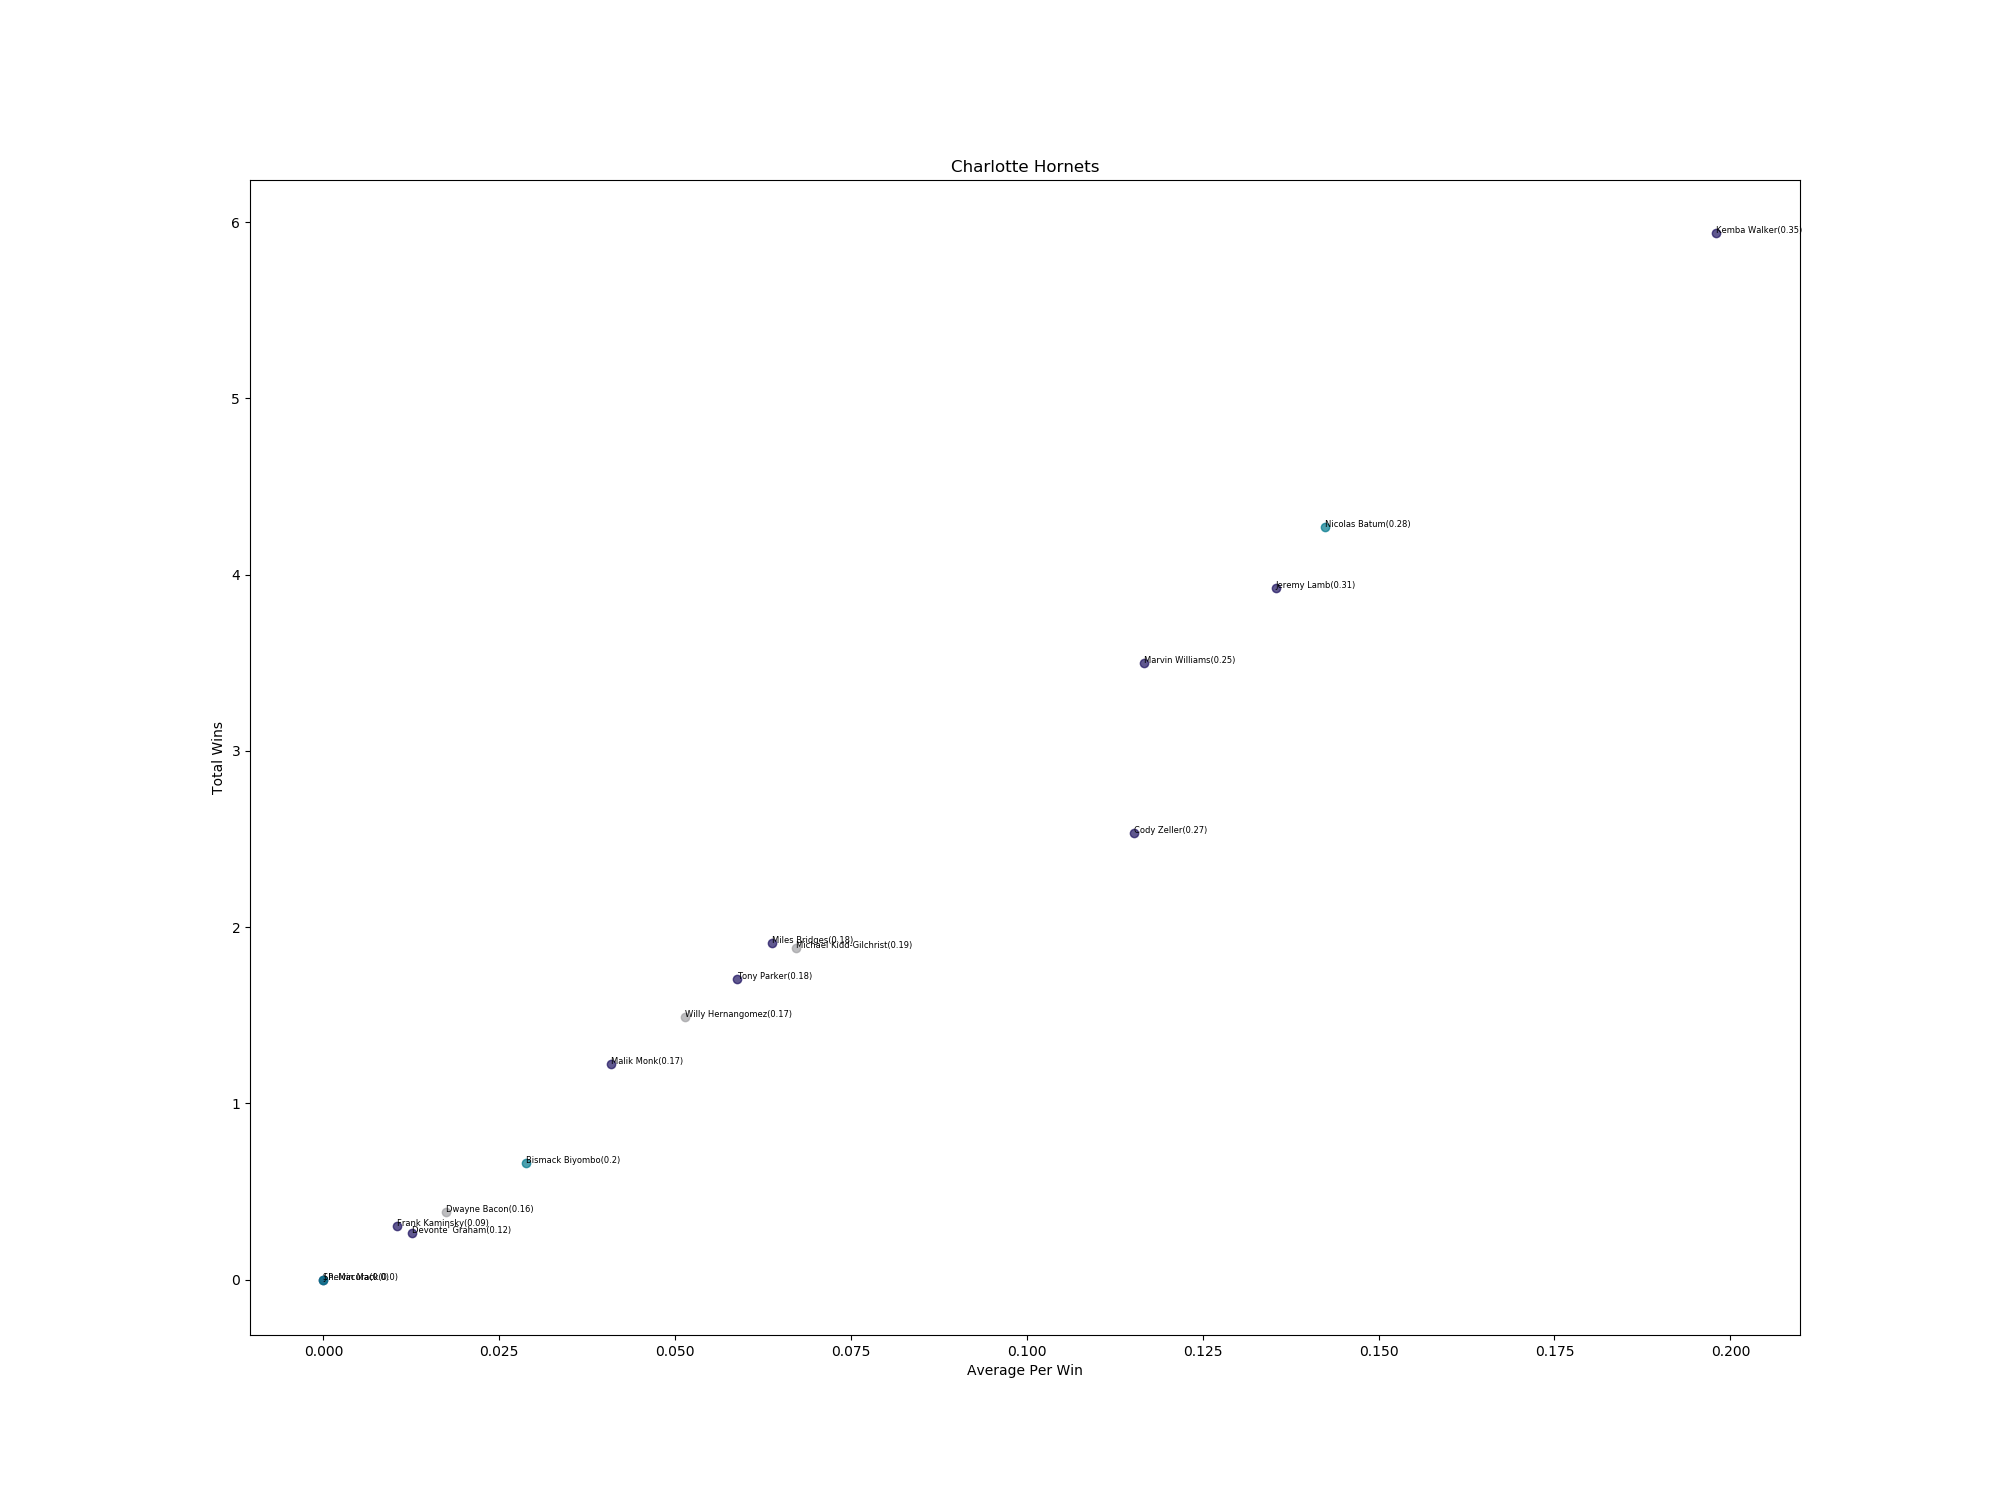 Charlotte Hornets
6
Kemba Walker(0.35)
5
Nicolas Batum(0.28)
4
Jeremy Lamb(0.31)
Marvin Williams(0.25)
3
Total Wins
Cody Zeller(0.27)
2
Miles Bridges(0.18)
Michael Kidd-Gilchrist(0.19)
Tony Parker(0.18)
Willy Hernangomez(0.17)
Malik Monk(0.17)
1
Bismack Biyombo(0.2)
Dwayne Bacon(0.16)
Frank Kaminsky(0.09)
Devonte' Graham(0.12)
0
0.000 0.025 0.050 0.075 0.100 0.125 0.150 0.175 0.200
Average Per Win